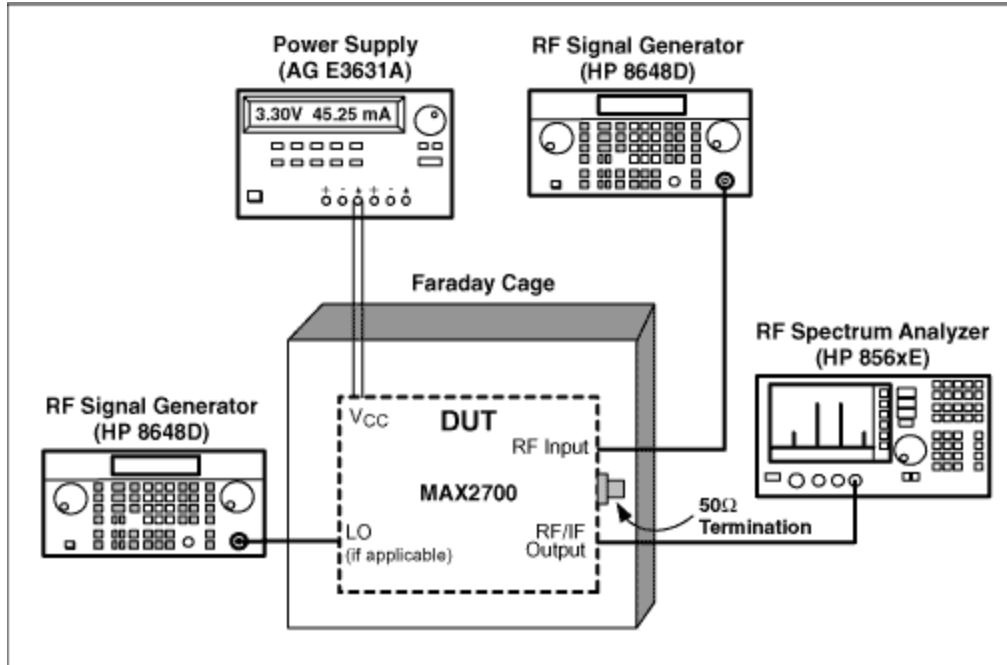 Power Supply
(AG E3631A)
3.30V 45.25 mA
+ - + - 
RF Signal Generator
(HP 8648D)
Faraday Cage
RF Spectrum Analyzer
(HP 856xE)
RF Signal Generator
(HP 8648D)
VCC
DUT
RF Input
MAX2700
50Ω
Termination
LO
(if applicable)
RF/IF
Output